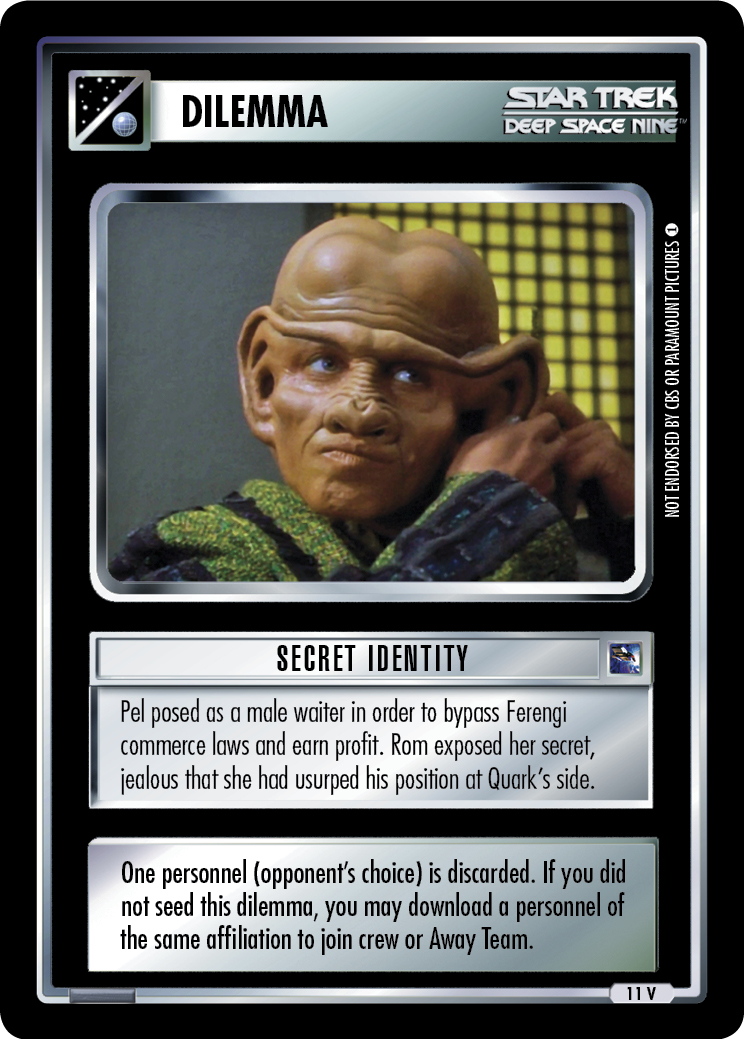 DILEMMA
STAR TREK
DEEP SPACE NINE™
NOT ENDORSED BY CBS OR PARAMOUNT PICTURES 1
SECRET IDENTITY
Pel posed as a male waiter in order to bypass Ferengi
commerce laws and earn profit. Rom exposed her secret,
jealous that she had usurped his position at Quark's side.
One personnel (opponent's choice) is discarded. If you did
not seed this dilemma, you may download a personnel of
the same affiliation to join crew or Away Team.
11 V